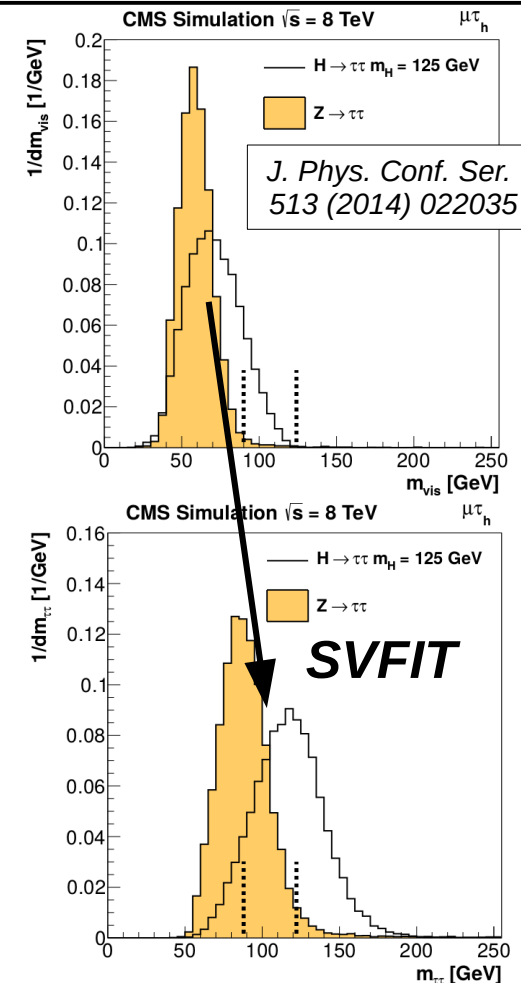 CMS Simulation √s = 8 TeV μτh
1/dmvis [1/GeV]
0.2
0.18
0.16
0.14
0.12
0.1
0.08
0.06
0.04
0.02
0
H → ττ mH = 125 GeV
Z → ττ
J. Phys. Conf. Ser.
513 (2014) 022035
0 50 100 150 200 250
mvis [GeV]
CMS Simulation √s = 8 TeV μτh
1/dmττ [1/GeV]
0.16
0.14
0.12
0.1
0.08
0.06
0.04
0.02
0
H → ττ mH = 125 GeV
Z → ττ
SVFIT
0 50 100 150 200 250
mττ [GeV]